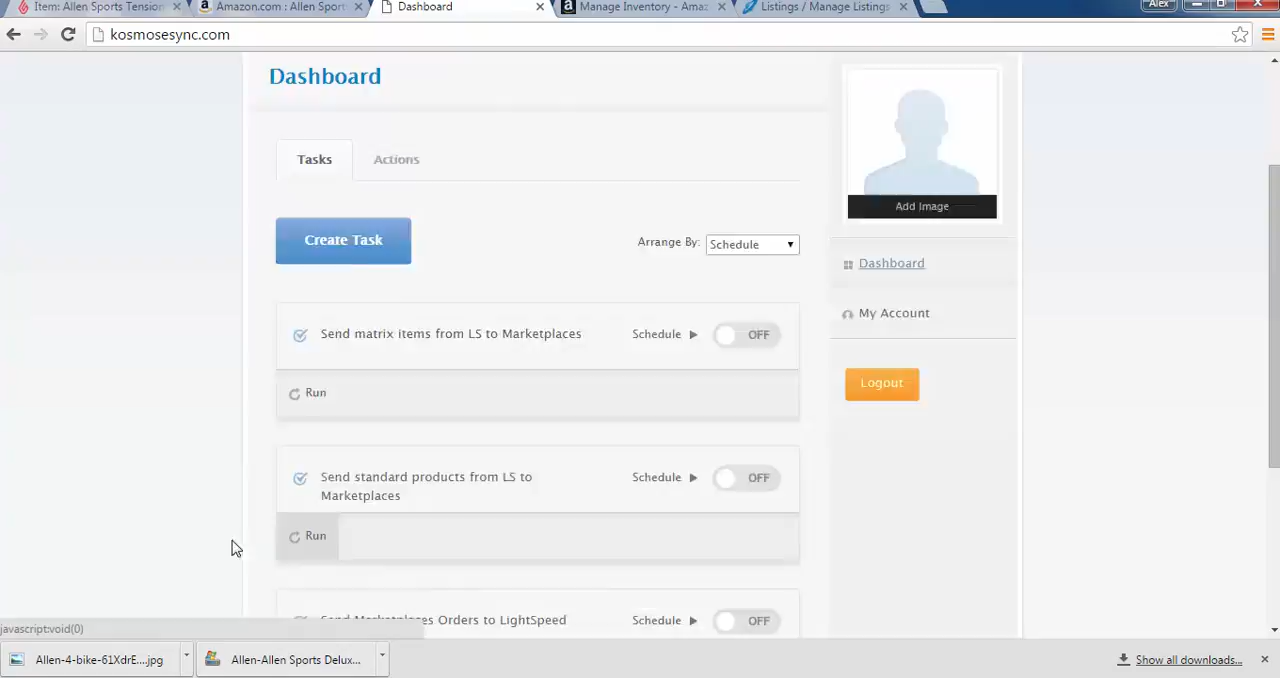 Item: Allen Sports Tension
Amazon.com : Allen Sport
Dashboard
Manage Inventory - Ama
Listings / Manage Listings
Alex
kosmosesync.com
Dashboard
Add Image
Tasks
Actions
Create Task
Arrange By:
Schedule
Dashboard
My Account
Logout
Send matrix items from LS to Marketplaces
Schedule
OFF
Run
Send standard products from LS to
Marketplaces
Schedule
OFF
Run
Send Marketplaces Orders to LightSpeed
Schedule
OFF
javascript:void(0)
Allen-4-bike-61XdrE....jpg
Allen-Allen Sports Delux...
Show all downloads...